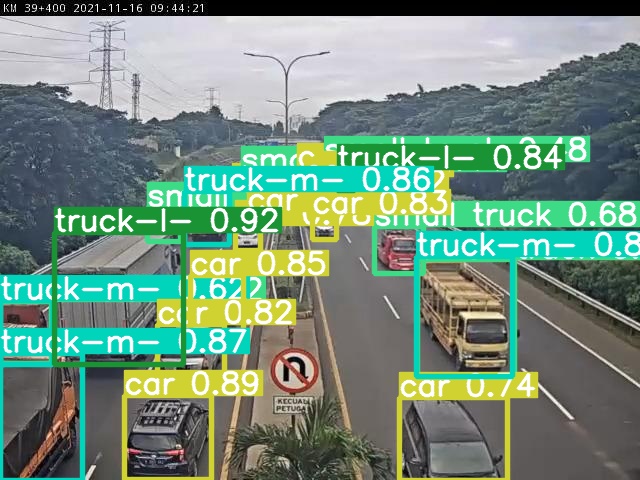 KM 39+400 2021-11-16 09:44:21
truck-l- 0.84
truck-m- 0.86
small
car 0.83
truck-l- 0.92
small truck 0.68
truck-m- 0.8
car 0.85
truck-m- 0.62
car 0.82
truck-m- 0.87
car 0.89
car 0.74
KECUALI
PETUGAS